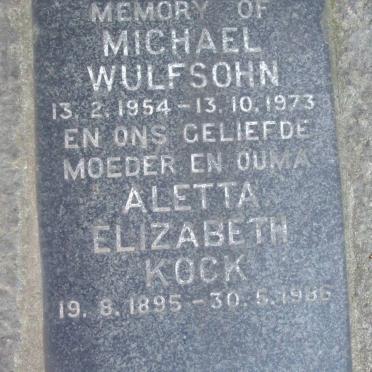 MEMORY OF
MICHAEL
WULFSOHN
13. 2. 1954 – 13. 10. 1973
EN ONS GELIEFDE
MOEDER EN OUMA
ALETTA
ELIZABETH
KOCK
19. 8. 1895 – 30. 5. 1986